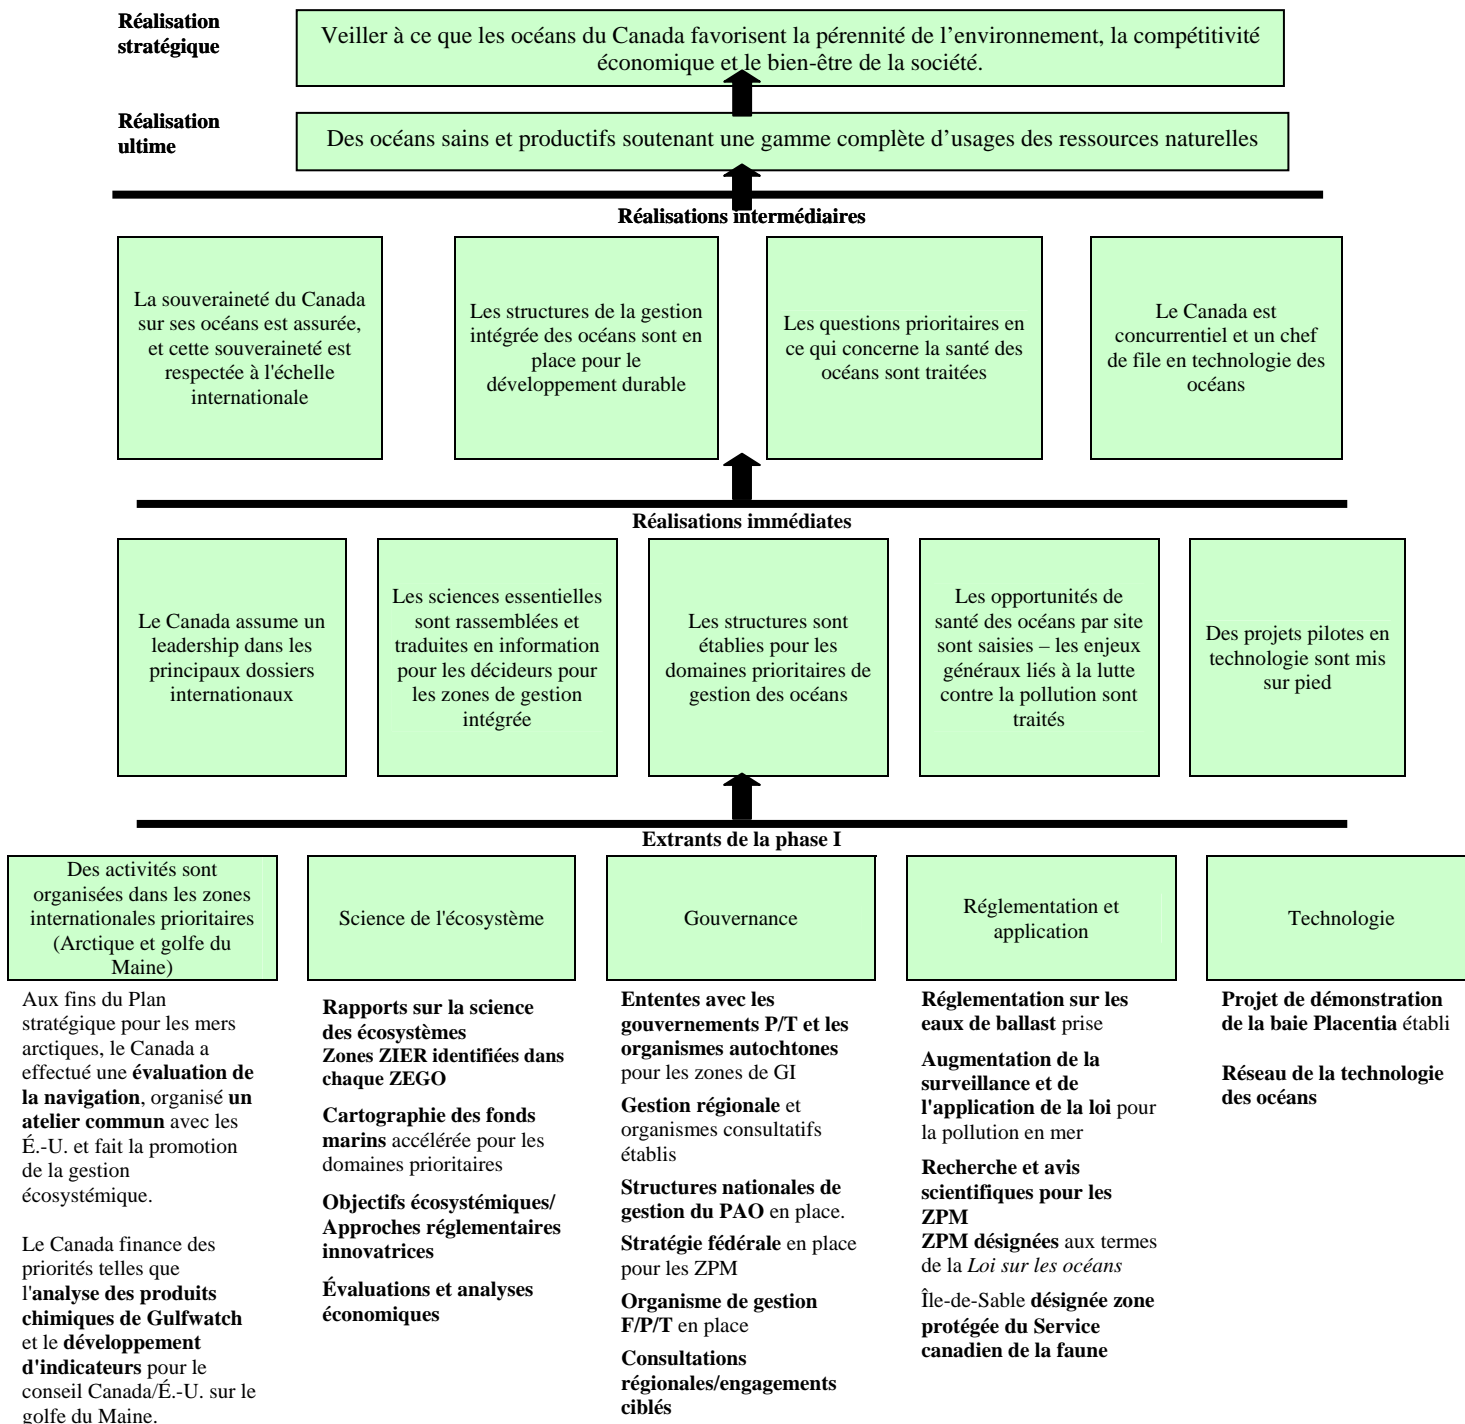 Réalisation
stratégique
Veiller à ce que les océans du Canada favorisent la pérennité de l’environnement, la compétitivité
économique et le bien-être de la société.
Réalisation
ultime
Des océans sains et productifs soutenant une gamme complète d’usages des ressources naturelles
Réalisations intermédiaires
La souveraineté du Canada
sur ses océans est assurée,
et cette souveraineté est
respectée à l'échelle
internationale
Les structures de la gestion
intégrée des océans sont en
place pour le
développement durable
Les questions prioritaires en
ce qui concerne la santé des
océans sont traitées
Le Canada est
concurrentiel et un chef
de file en technologie des
océans
Réalisations immédiates
Le Canada assume un
leadership dans les
principaux dossiers
internationaux
Les sciences essentielles
sont rassemblées et
traduites en information
pour les décideurs pour
les zones de gestion
intégrée
Les structures sont
établies pour les
domaines prioritaires de
gestion des océans
Les opportunités de
santé des océans par site
sont saisies – les enjeux
généraux liés à la lutte
contre la pollution sont
traités
Des projets pilotes en
technologie sont mis
sur pied
Extrants de la phase I
Des activités sont
organisées dans les zones
internationales prioritaires
(Arctique et golfe du
Maine)
Science de l'écosystème
Gouvernance
Réglementation et
application
Technologie
Aux fins du Plan
stratégique pour les mers
arctiques, le Canada a
effectué une évaluation de
la navigation, organisé un
atelier commun avec les
É.-U. et fait la promotion
de la gestion
écosystémique.
Le Canada finance des
priorités telles que
l'analyse des produits
chimiques de Gulfwatch
et le développement
d'indicateurs pour le
conseil Canada/É.-U. sur le
golfe du Maine.
Rapports sur la science
des écosystèmes
Zones ZIER identifiées dans
chaque ZEGO
Cartographie des fonds
marins accélérée pour les
domaines prioritaires
Objectifs écosystémiques/
Approches réglementaires
innovatrices
Évaluations et analyses
économiques
Ententes avec les
gouvernements P/T et les
organismes autochtones
pour les zones de GI
Gestion régionale et
organismes consultatifs
établis
Structures nationales de
gestion du PAO en place.
Stratégie fédérale en place
pour les ZPM
Organisme de gestion
F/P/T en place
Consultations
régionales/engagements
ciblés
Réglementation sur les
eaux de ballast prise
Augmentation de la
surveillance et de
l'application de la loi pour
la pollution en mer
Recherche et avis
scientifiques pour les
ZPM
ZPM désignées aux termes
de la Loi sur les océans
Île-de-Sable désignée zone
protégée du Service
canadien de la faune
Projet de démonstration
de la baie Placentia établi
Réseau de la technologie
des océans